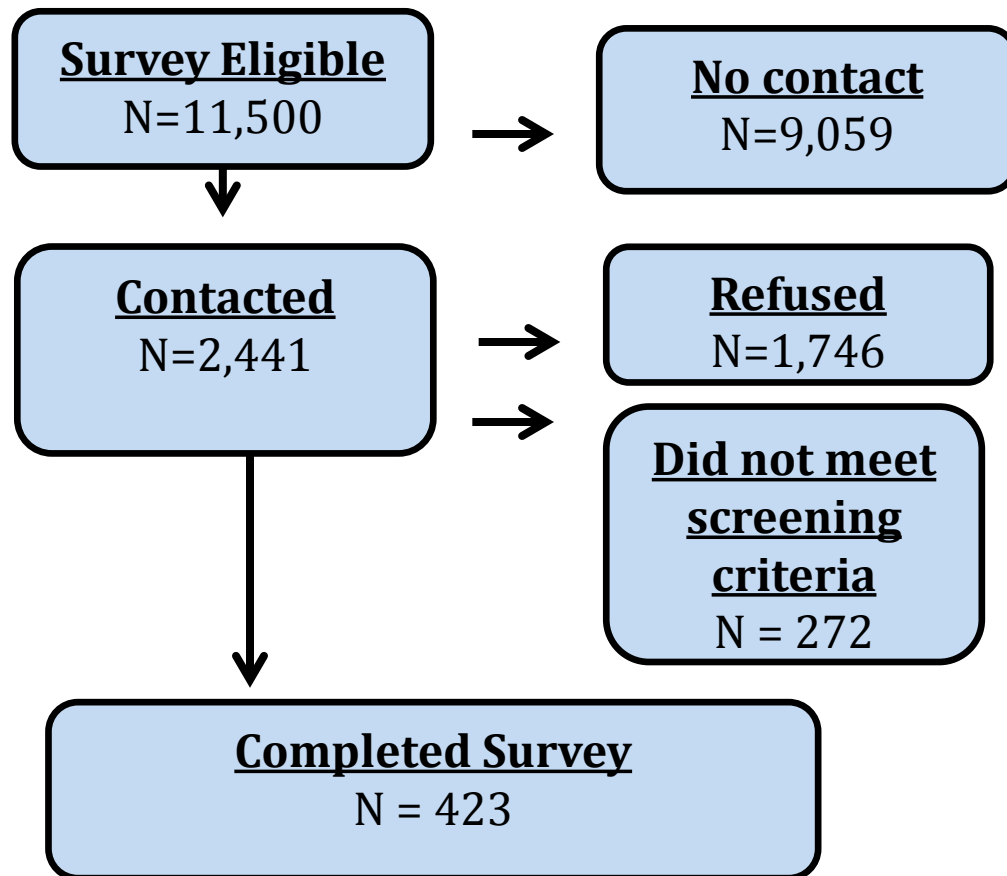 Survey Eligible
N=11,500
No contact
N=9,059
Contacted
N=2,441
Refused
N=1,746
Did not meet
screening
criteria
N = 272
Completed Survey
N = 423